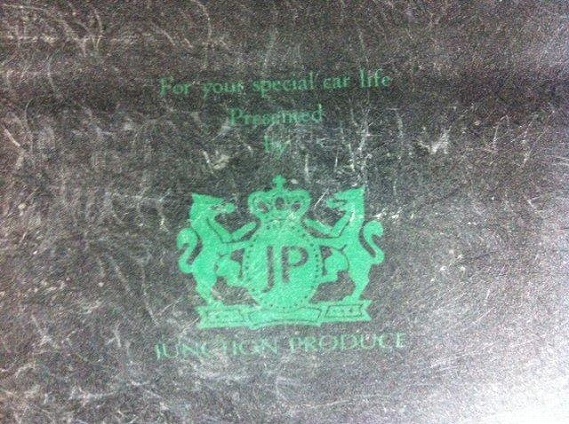 For your special car life
Presented
by
JP
JUNCTION PRODUCE